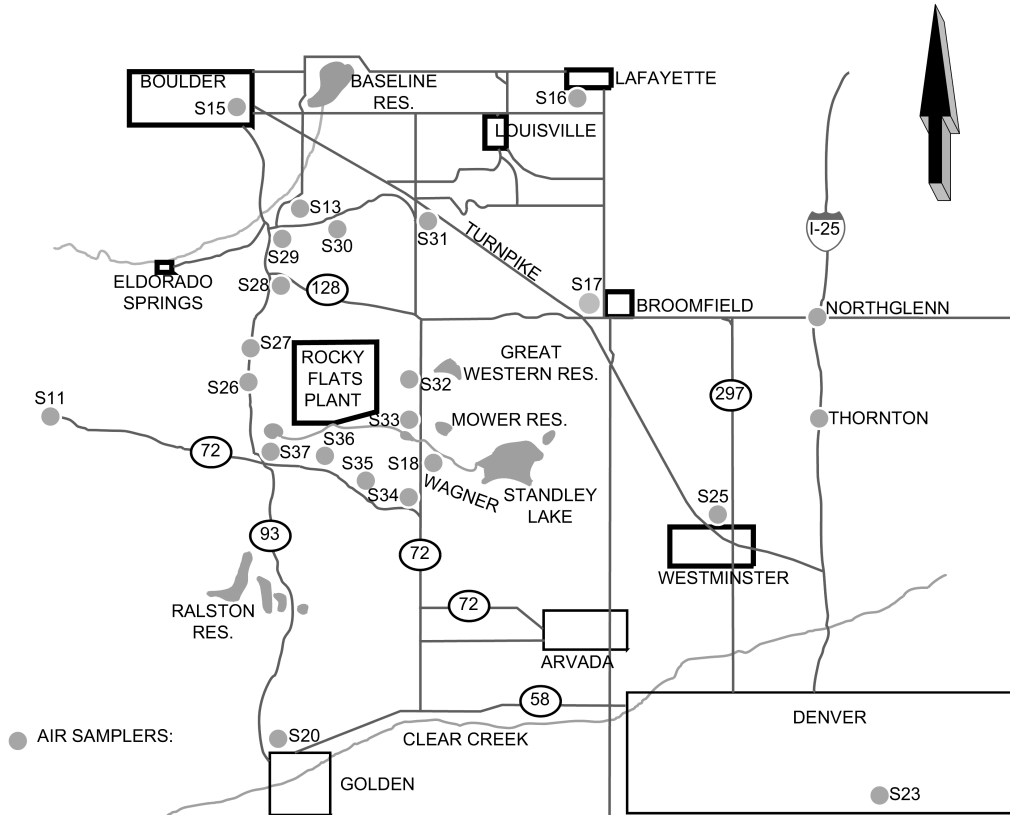 BOULDER
BASELINE
RES.
LAFAYETTE
S15
S16
LOUISVILLE
S13
S30
S31
S29
TURNPIKE
I-25
ELDORADO
SPRINGS
S28
128
S17
BROOMFIELD
NORTHGLENN
S27
ROCKY
FLATS
PLANT
GREAT
WESTERN RES.
S26
S32
297
S11
S33
MOWER RES.
THORNTON
72
S37
S36
S35
S18
S34
WAGNER
STANDLEY
LAKE
S25
93
72
WESTMINSTER
RALSTON
RES.
72
ARVADA
58
DENVER
AIR SAMPLERS:
S20
CLEAR CREEK
GOLDEN
S23